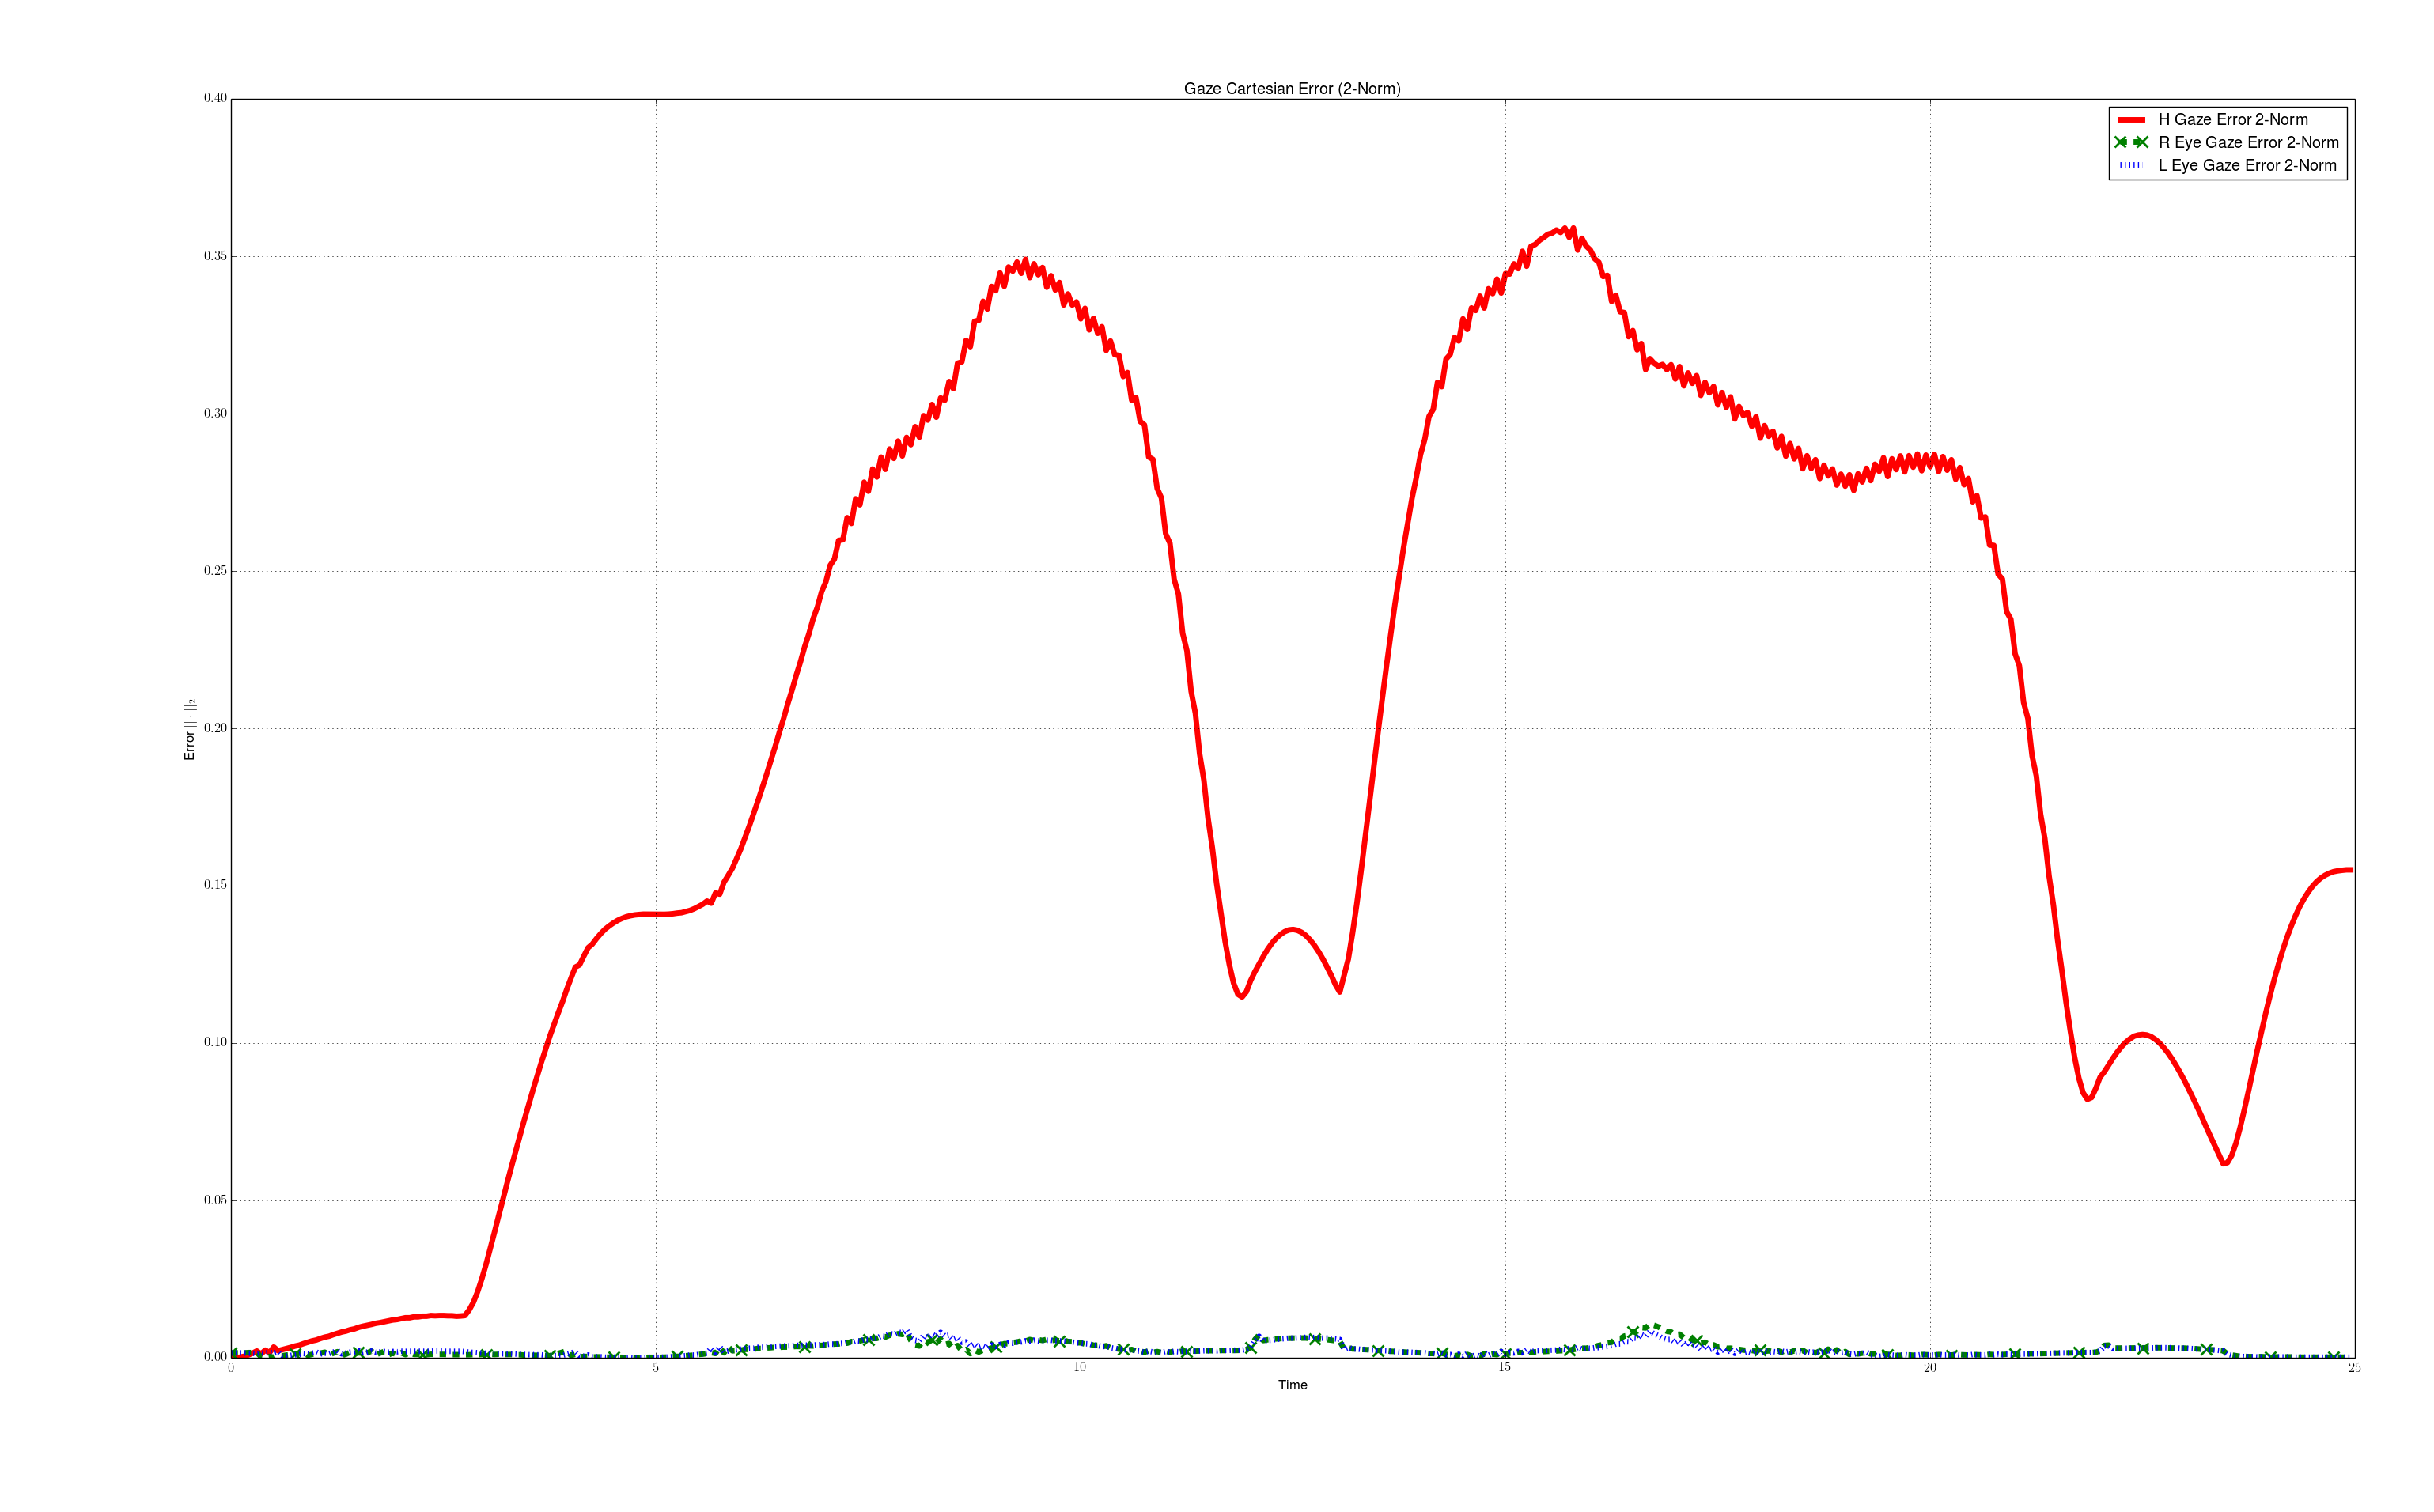 Gaze Cartesian Error (2-Norm)
0.40
0.35
0.30
0.25
0.20
0.15
0.10
0.05
0.00
Error || · ||₂
H Gaze Error 2-Norm
R Eye Gaze Error 2-Norm
L Eye Gaze Error 2-Norm
0 5 10 15 20 25
Time